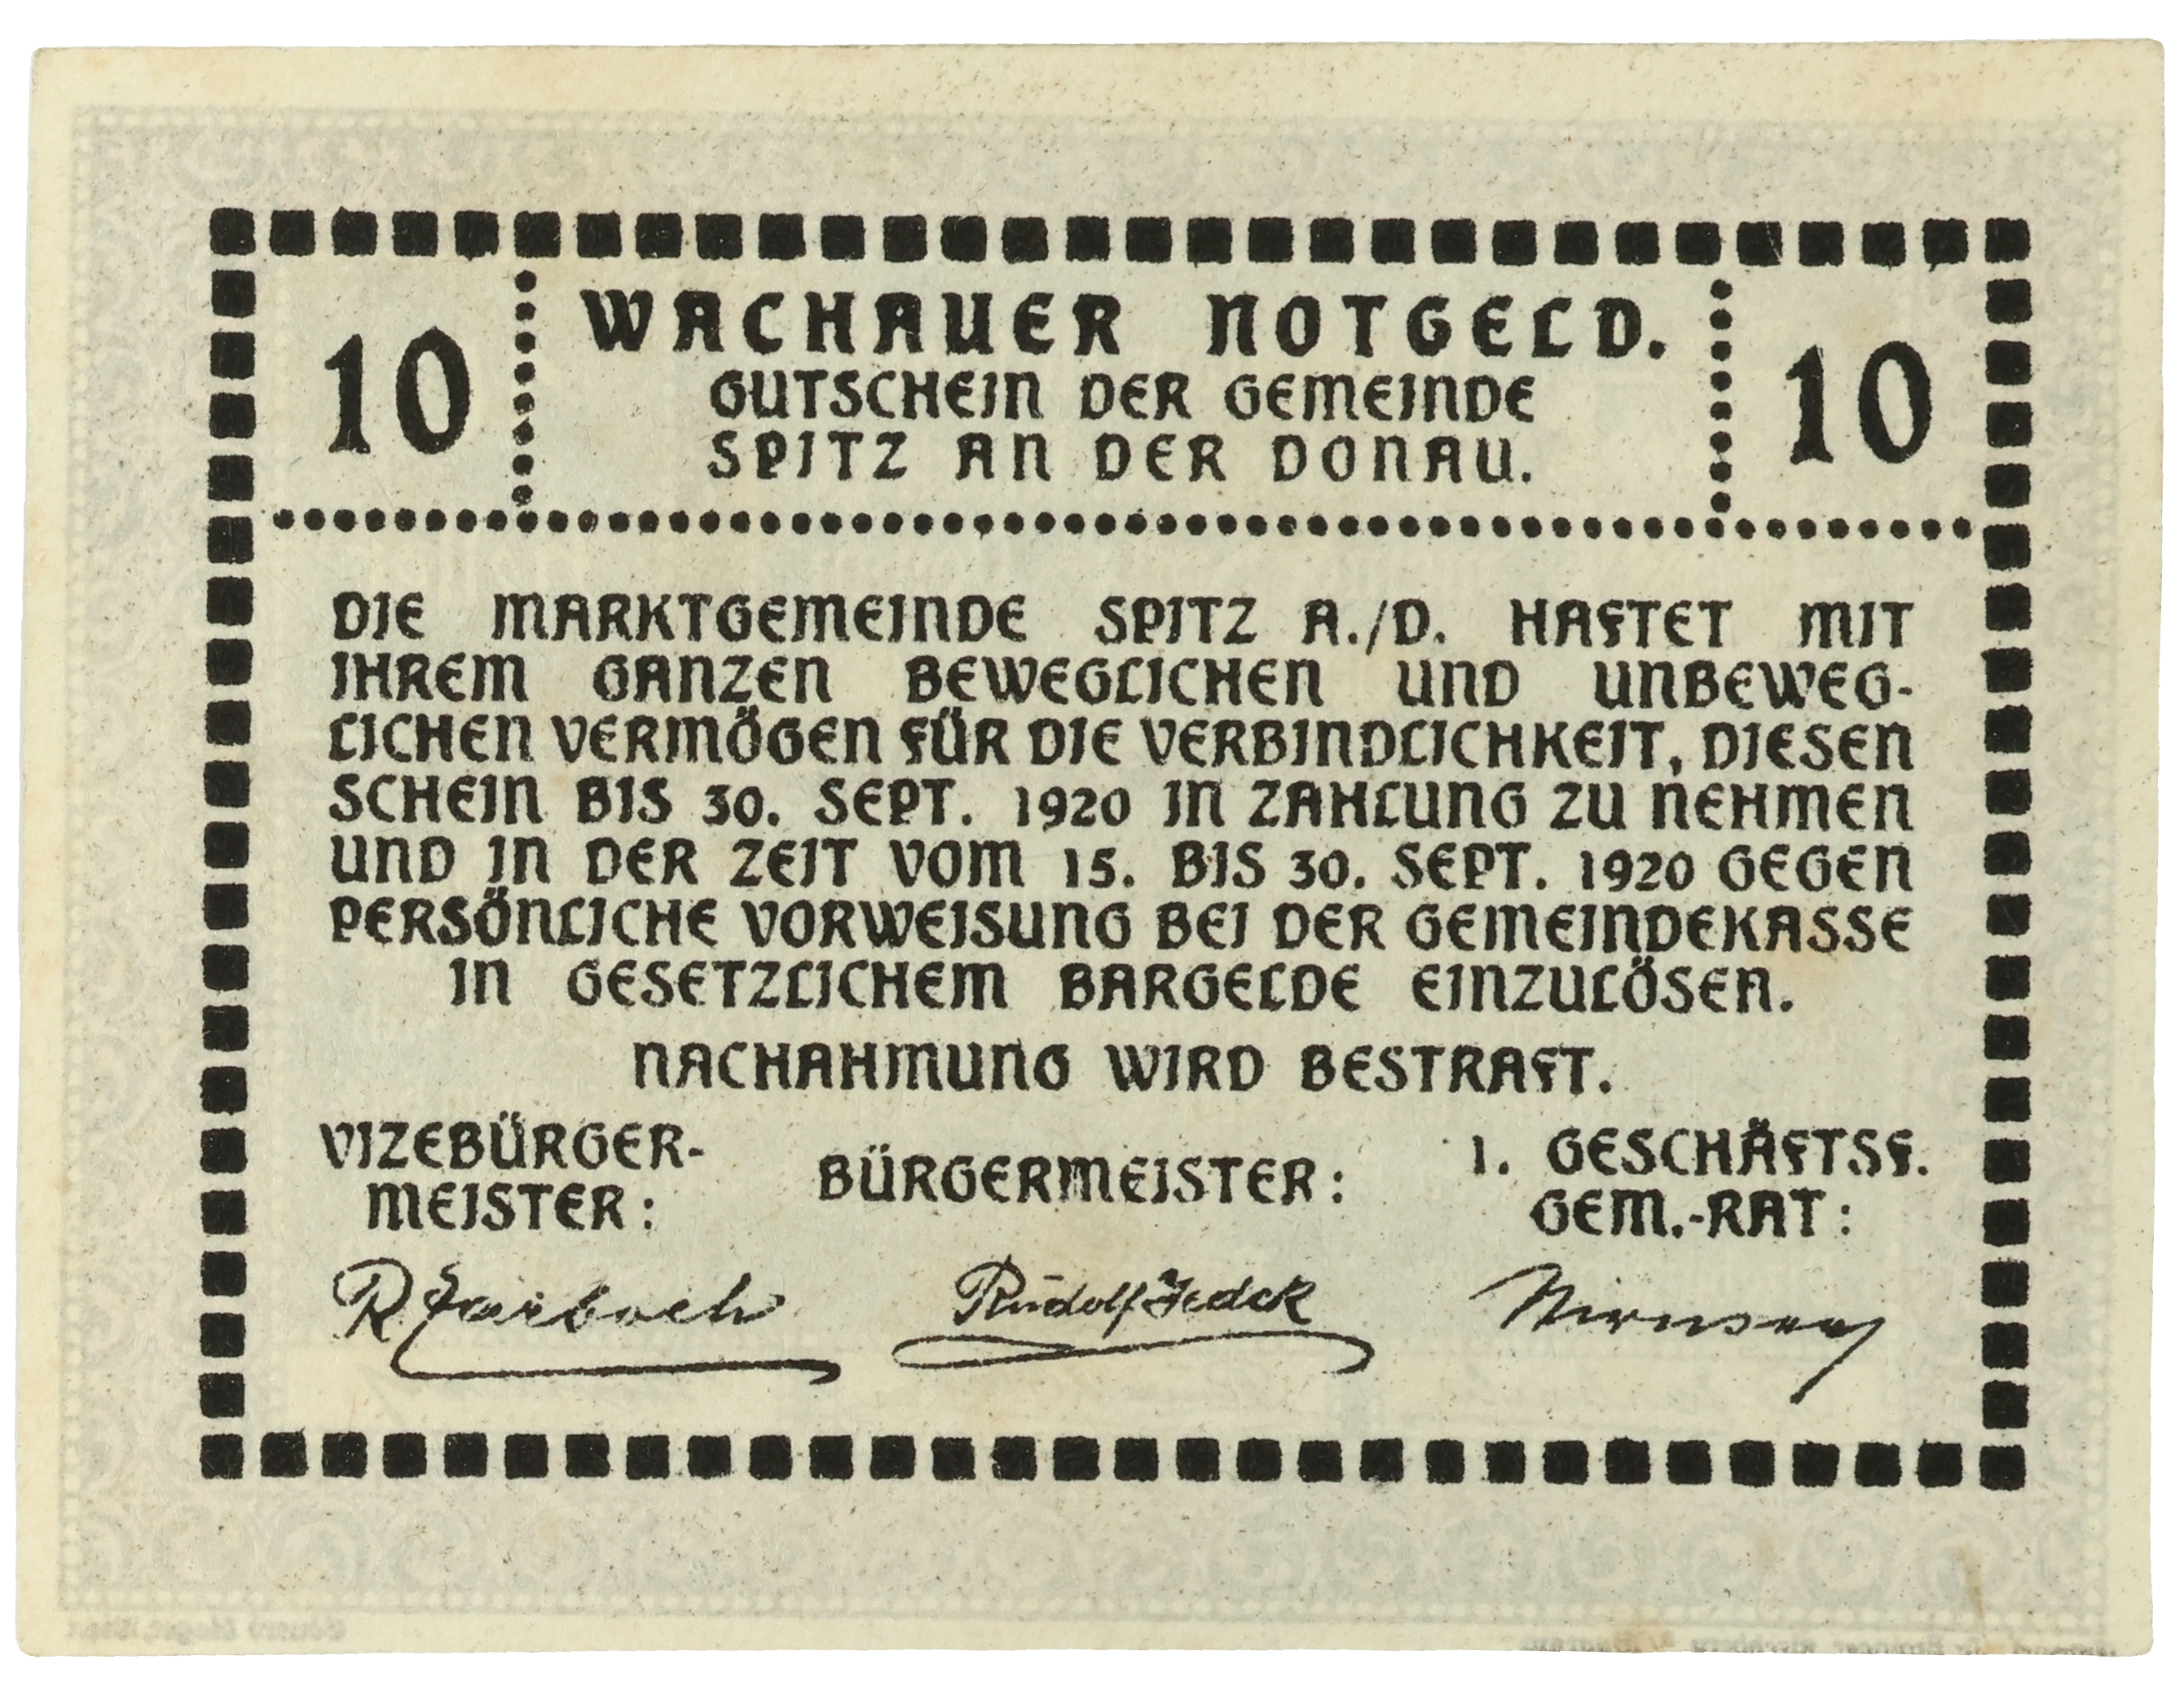 10 WACHAUER NOTGELD. 10
GUTSCHEIN DER GEMEINDE
SPITZ AN DER DONAU.
DIE MARKTGEMEINDE SPITZ A./D. HAFTET MIT
IHREM GANZEN BEWEGLICHEN UND UNBEWEG-
LICHEN VERMÖGEN FÜR DIE VERBINDLICHKEIT, DIESEN
SCHEIN BIS 30. SEPT. 1920 IN ZAHLUNG ZU NEHMEN
UND IN DER ZEIT VOM 15. BIS 30. SEPT. 1920 GEGEN
PERSÖNLICHE VORWEISUNG BEI DER GEMEINDEKASSE
IN GESETZLICHEM BARGELDE EINZULÖSEN.
NACHAHMUNG WIRD BESTRAFT.
VIZEBÜRGER-
MEISTER:
BÜRGERMEISTER:
1. GESCHÄFTSF.
GEM.-RAT:
R
Rudolf